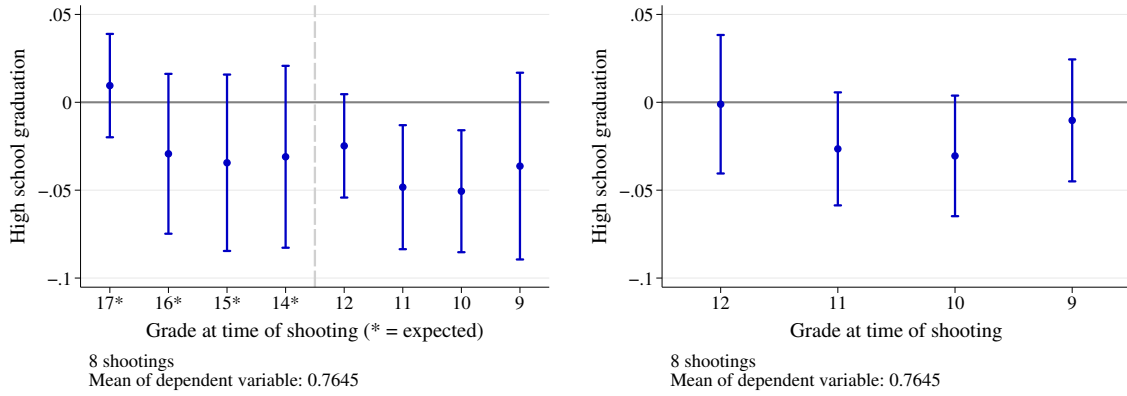 High school graduation
.05
0
−.05
−.1
17* 16* 15* 14* 12 11 10 9
Grade at time of shooting (* = expected)
8 shootings
Mean of dependent variable: 0.7645
High school graduation
.05
0
−.05
−.1
12 11 10 9
Grade at time of shooting
8 shootings
Mean of dependent variable: 0.7645